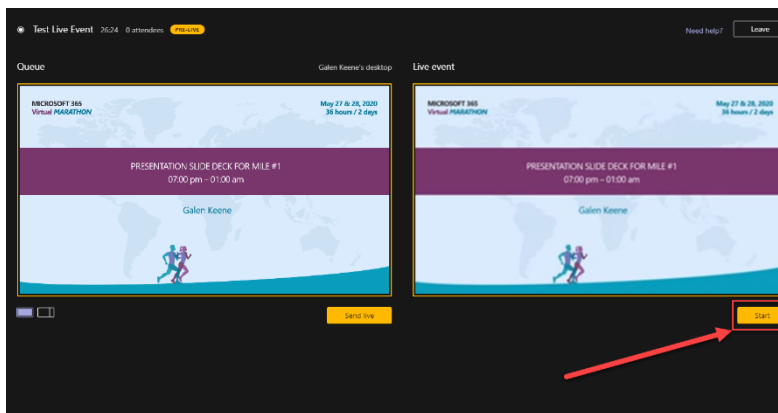 Test Live Event 26:24 0 attendees PRE-LIVE
Need help? Leave
Queue
Galen Keene's desktop
MICROSOFT 365
Virtual MARATHON
May 27 & 28, 2020
36 hours / 2 days
PRESENTATION SLIDE DECK FOR MILE #1
07:00 pm – 01:00 am
Galen Keene
Send live
Live event
MICROSOFT 365
Virtual MARATHON
May 27 & 28, 2020
36 hours / 2 days
PRESENTATION SLIDE DECK FOR MILE #1
07:00 pm – 01:00 am
Galen Keene
Start